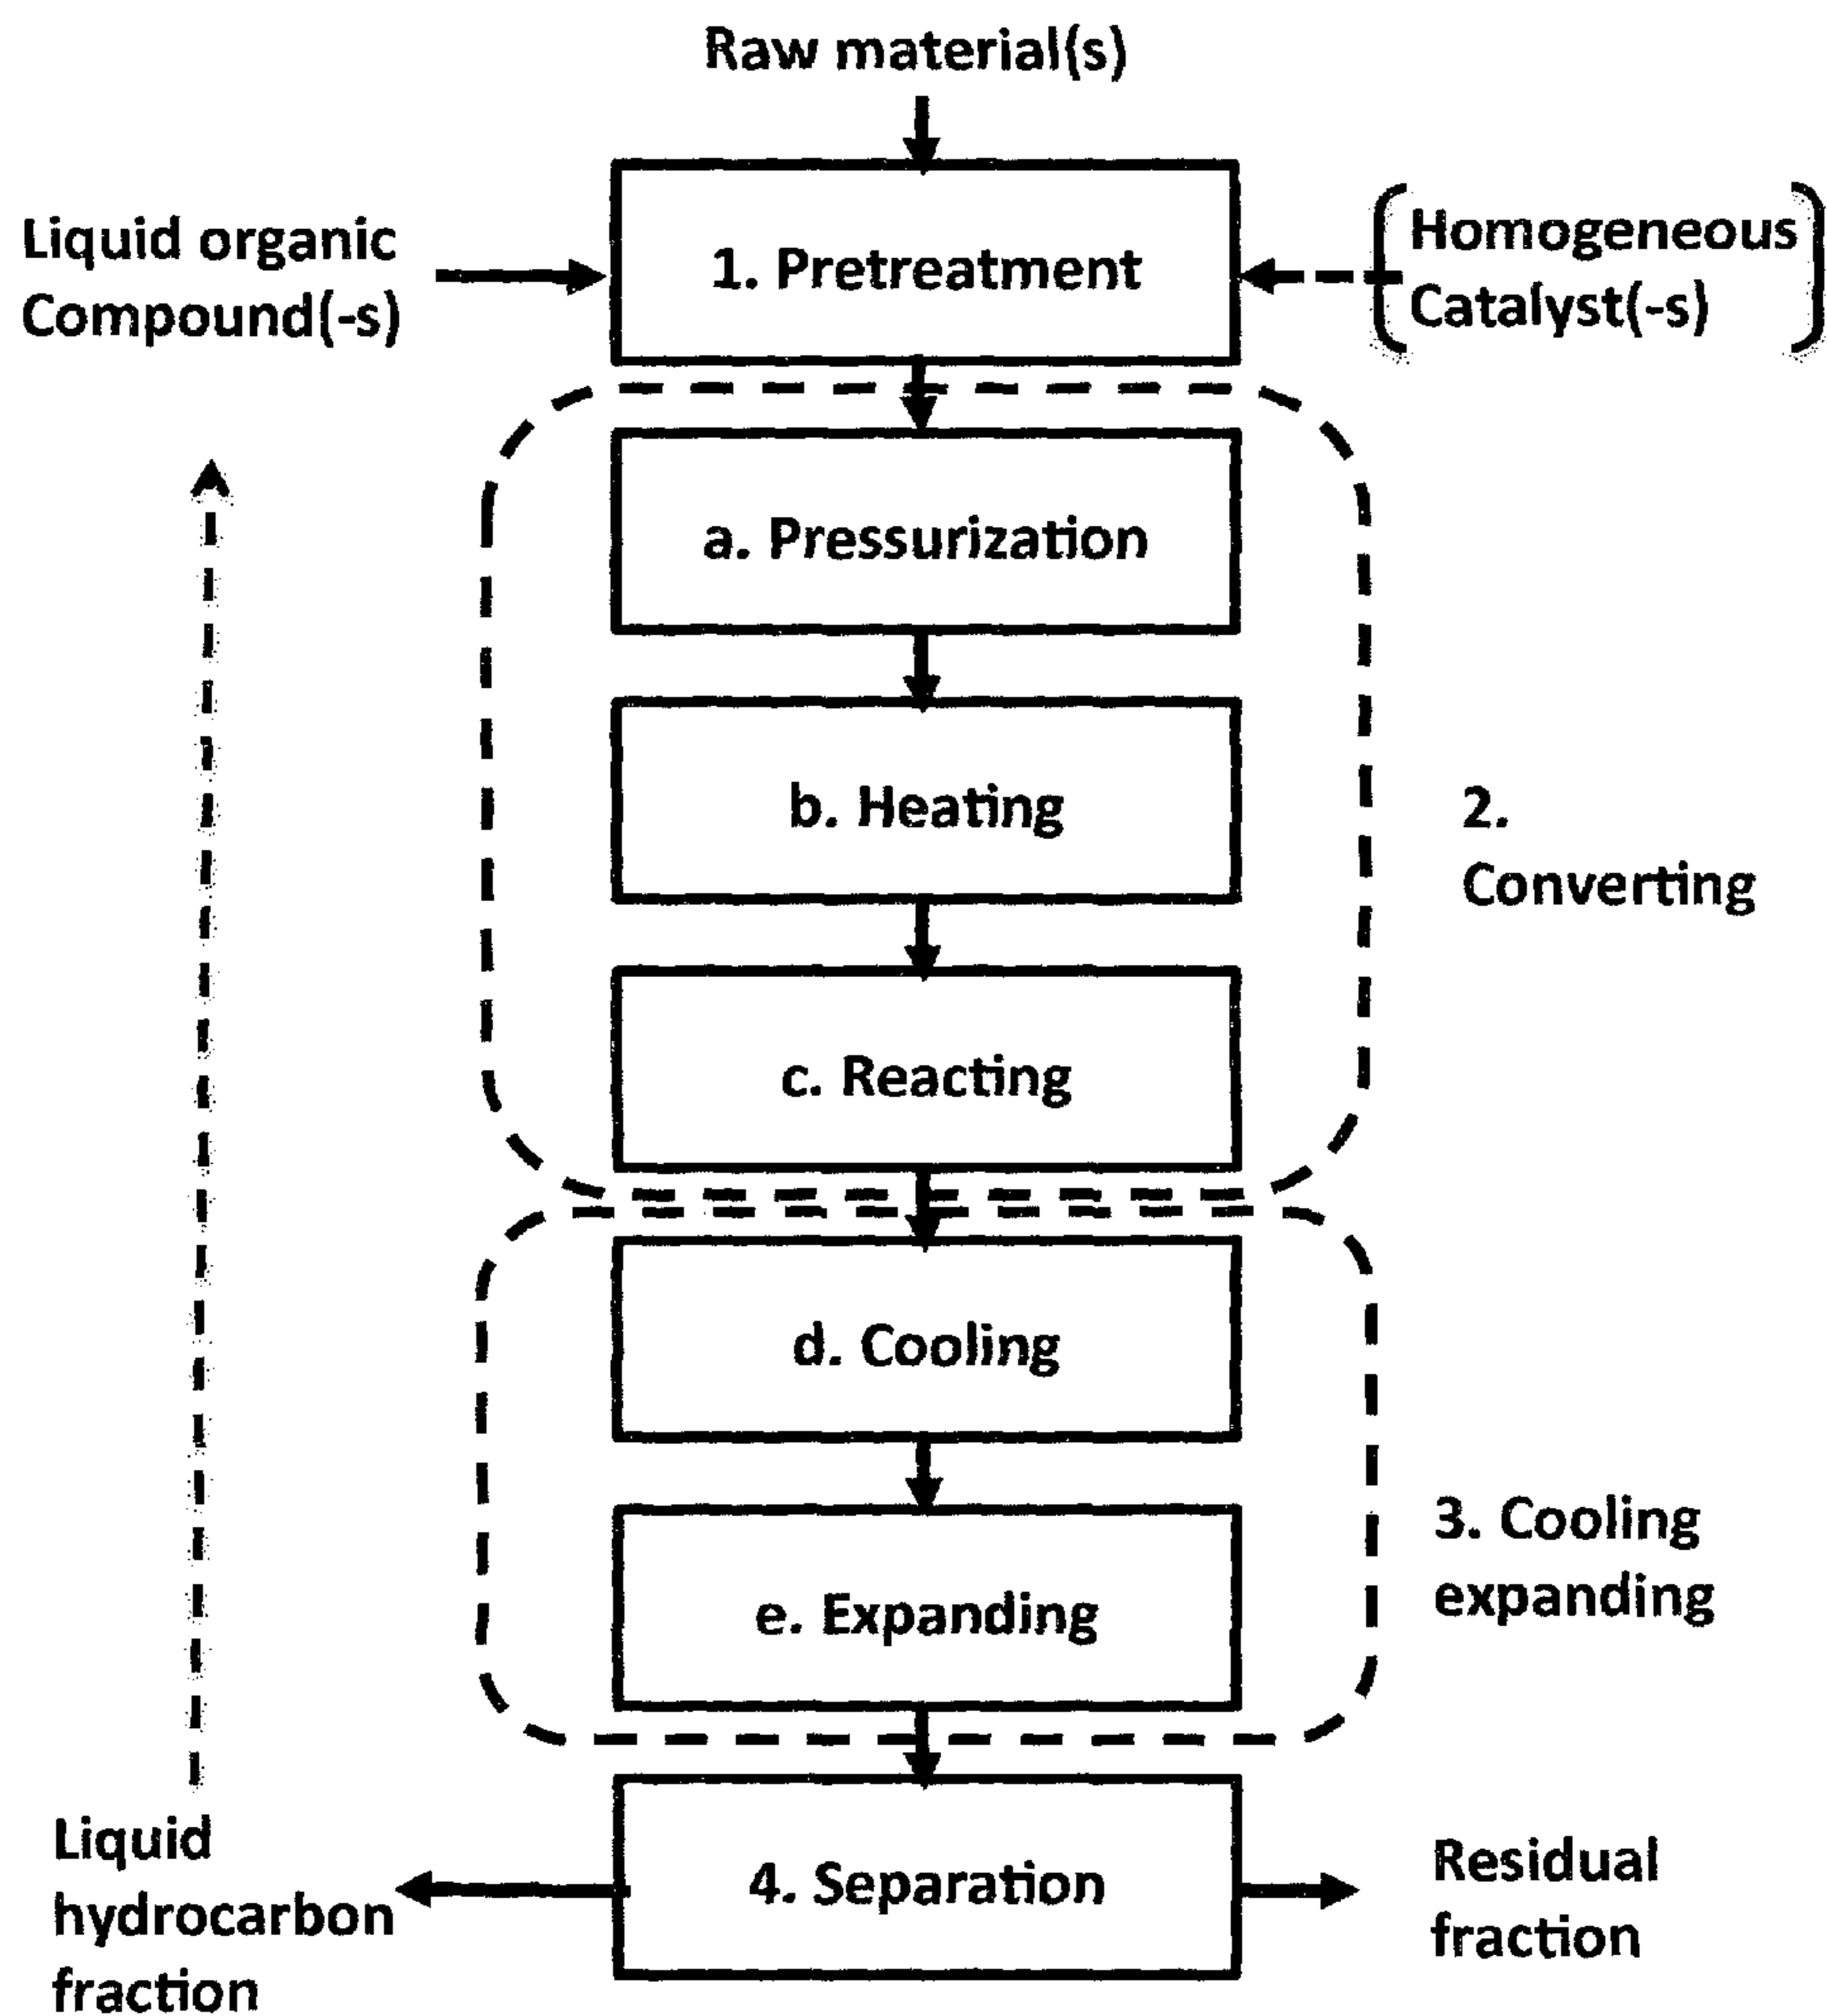 Raw material(s)
Liquid organic
Compound(-s)
1. Pretreatment
Homogeneous
Catalyst(-s)
a. Pressurization
b. Heating
2.
Converting
c. Reacting
d. Cooling
e. Expanding
3. Cooling
expanding
Liquid
hydrocarbon
fraction
4. Separation
Residual
fraction